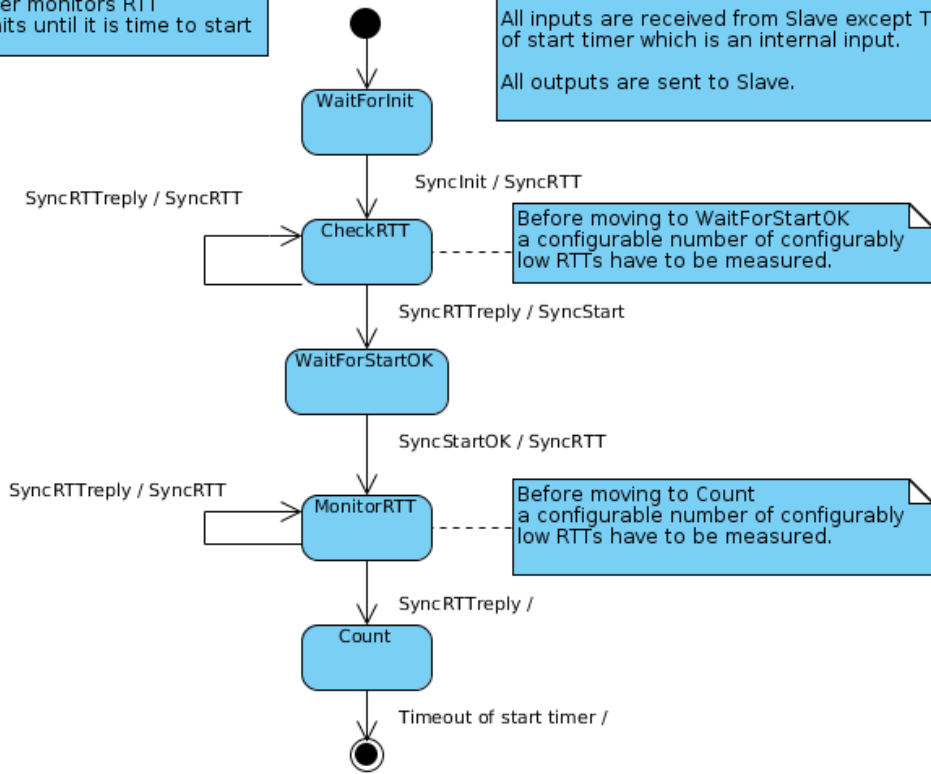 er monitors RTT
its until it is time to start
All inputs are received from Slave except T
of start timer which is an internal input.
All outputs are sent to Slave.
WaitForInit
SyncInit / SyncRTT
SyncRTTreply / SyncRTT
CheckRTT
Before moving to WaitForStartOK
a configurable number of configurably
low RTTs have to be measured.
SyncRTTreply / SyncStart
WaitForStartOK
SyncStartOK / SyncRTT
SyncRTTreply / SyncRTT
MonitorRTT
Before moving to Count
a configurable number of configurably
low RTTs have to be measured.
SyncRTTreply /
Count
Timeout of start timer /